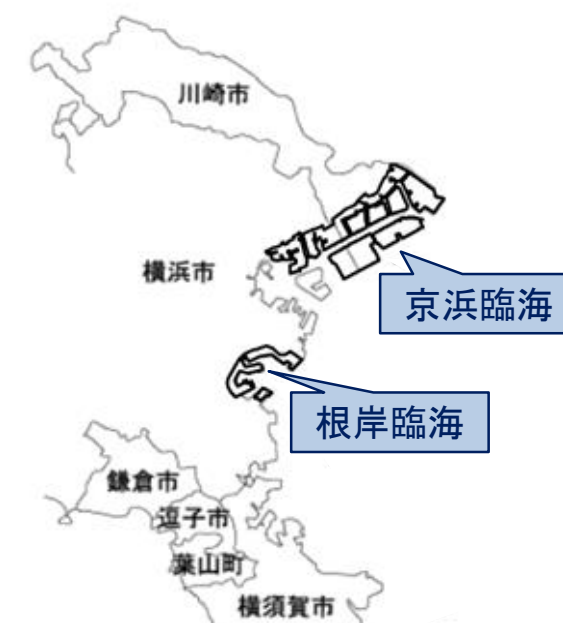 川崎市
横浜市
京浜臨海
根岸臨海
鎌倉市
逗子市
葉山町
横須賀市